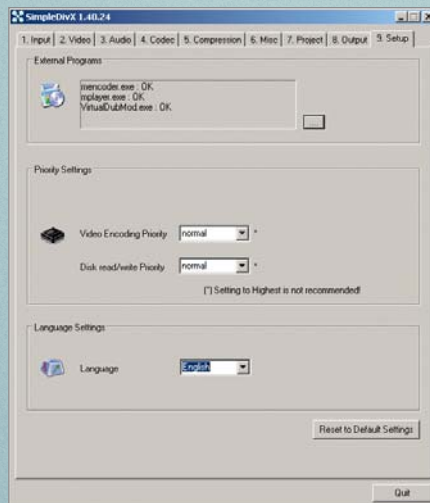 SimpleDivX 1.40.24
1. Input 2. Video 3. Audio 4. Codec 5. Compression 6. Misc 7. Project 8. Output 9. Setup
External Programs
mencoder.exe : OK
mplayer.exe : OK
VirtualDubMod.exe : OK
...
Priority Settings
Video Encoding Priority normal *
Disk read/write Priority normal *
(*) Setting to Highest is not recommended!
Language Settings
Language English
Reset to Default Settings
Quit